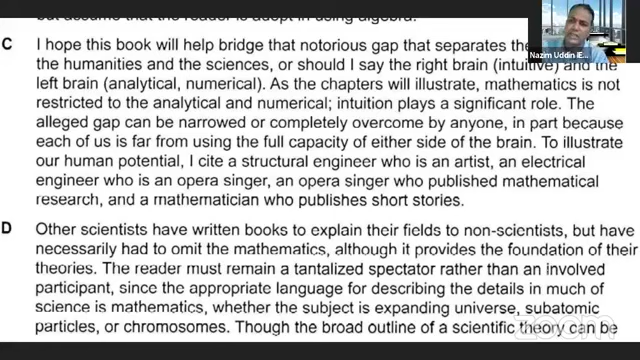 but assume that the reader is adept in using algebra.
C I hope this book will help bridge that notorious gap that separates the
the humanities and the sciences, or should I say the right brain (intuitive) and the
left brain (analytical, numerical). As the chapters will illustrate, mathematics is not
restricted to the analytical and numerical; intuition plays a significant role. The
alleged gap can be narrowed or completely overcome by anyone, in part because
each of us is far from using the full capacity of either side of the brain. To illustrate
our human potential, I cite a structural engineer who is an artist, an electrical
engineer who is an opera singer, an opera singer who published mathematical
research, and a mathematician who publishes short stories.
D Other scientists have written books to explain their fields to non-scientists, but have
necessarily had to omit the mathematics, although it provides the foundation of their
theories. The reader must remain a tantalized spectator rather than an involved
participant, since the appropriate language for describing the details in much of
science is mathematics, whether the subject is expanding universe, subatomic
particles, or chromosomes. Though the broad outline of a scientific theory can be
Nazim Uddin iE...
zoom